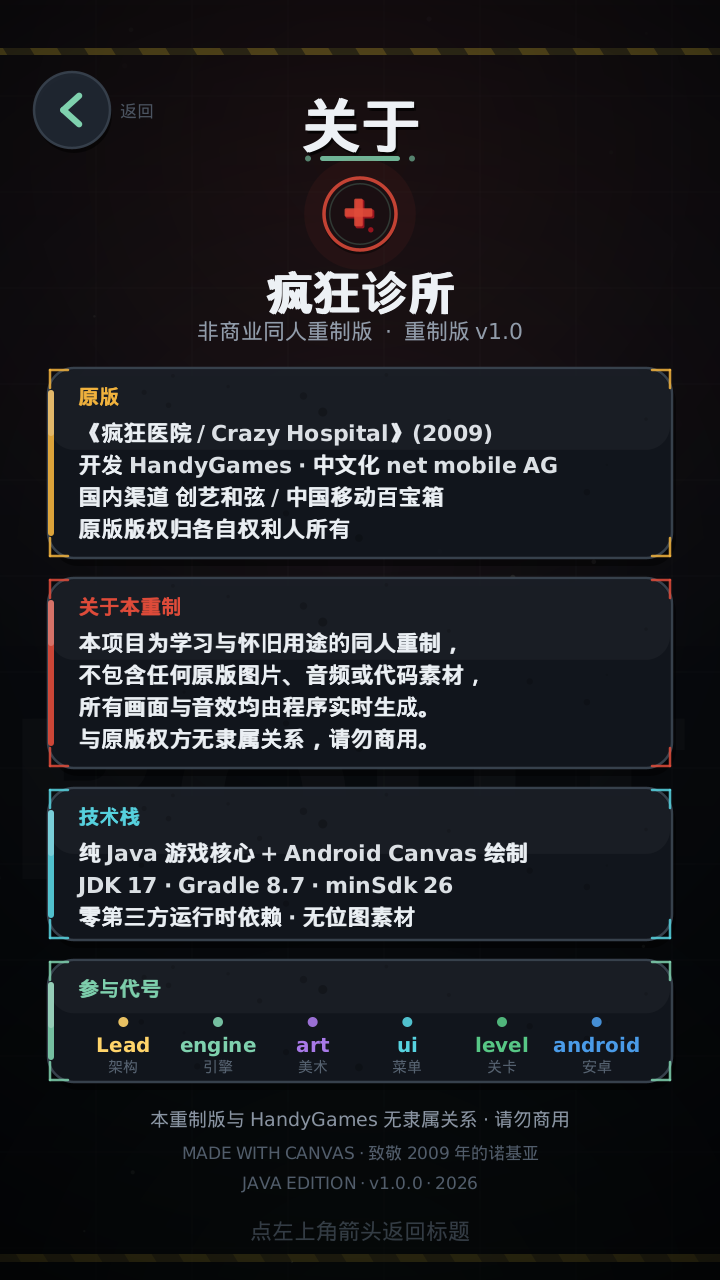 返回
关于
疯狂诊所
非商业同人重制版 · 重制版 v1.0
原版
《疯狂医院 / Crazy Hospital》(2009)
开发 HandyGames · 中文化 net mobile AG
国内渠道 创艺和弦 / 中国移动百宝箱
原版版权归各自权利人所有
关于本重制
本项目为学习与怀旧用途的同人重制，
不包含任何原版图片、音频或代码素材，
所有画面与音效均由程序实时生成。
与原版权方无隶属关系，请勿商用。
技术栈
纯 Java 游戏核心 + Android Canvas 绘制
JDK 17 · Gradle 8.7 · minSdk 26
零第三方运行时依赖 · 无位图素材
参与代号
Lead engine art ui level android
架构 引擎 美术 菜单 关卡 安卓
本重制版与 HandyGames 无隶属关系 · 请勿商用
MADE WITH CANVAS · 致敬 2009 年的诺基亚
JAVA EDITION · v1.0.0 · 2026
点左上角箭头返回标题